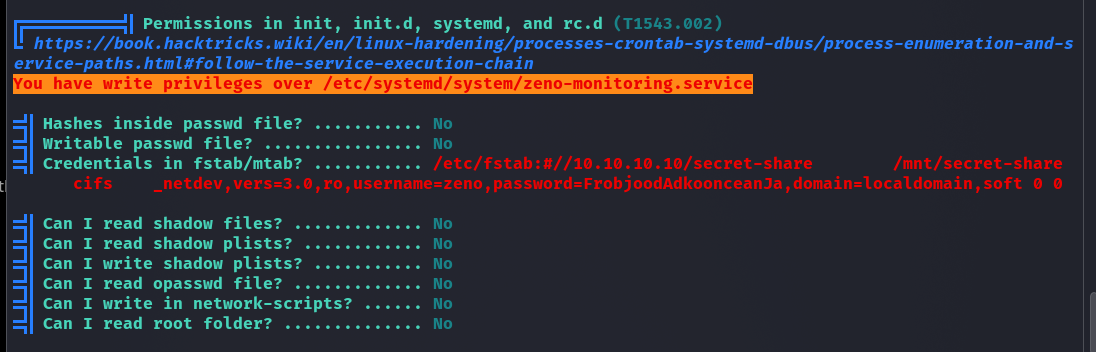 Permissions in init, init.d, systemd, and rc.d (T1543.002)
https://book.hacktricks.wiki/en/linux-hardening/processes-crontab-systemd-dbus/process-enumeration-and-s
ervice-paths.html#follow-the-service-execution-chain
You have write privileges over /etc/systemd/system/zeno-monitoring.service
Hashes inside passwd file? ........... No
Writable passwd file? ................ No
Credentials in fstab/mtab? ........... /etc/fstab:#//10.10.10.10/secret-share /mnt/secret-share
cifs _netdev,vers=3.0,ro,username=zeno,password=FrobjoodAdkoonceanJa,domain=localdomain,soft 0 0
Can I read shadow files? ............. No
Can I read shadow plists? ............ No
Can I write shadow plists? ........... No
Can I read opasswd file? ............. No
Can I write in network-scripts? ...... No
Can I read root folder? .............. No